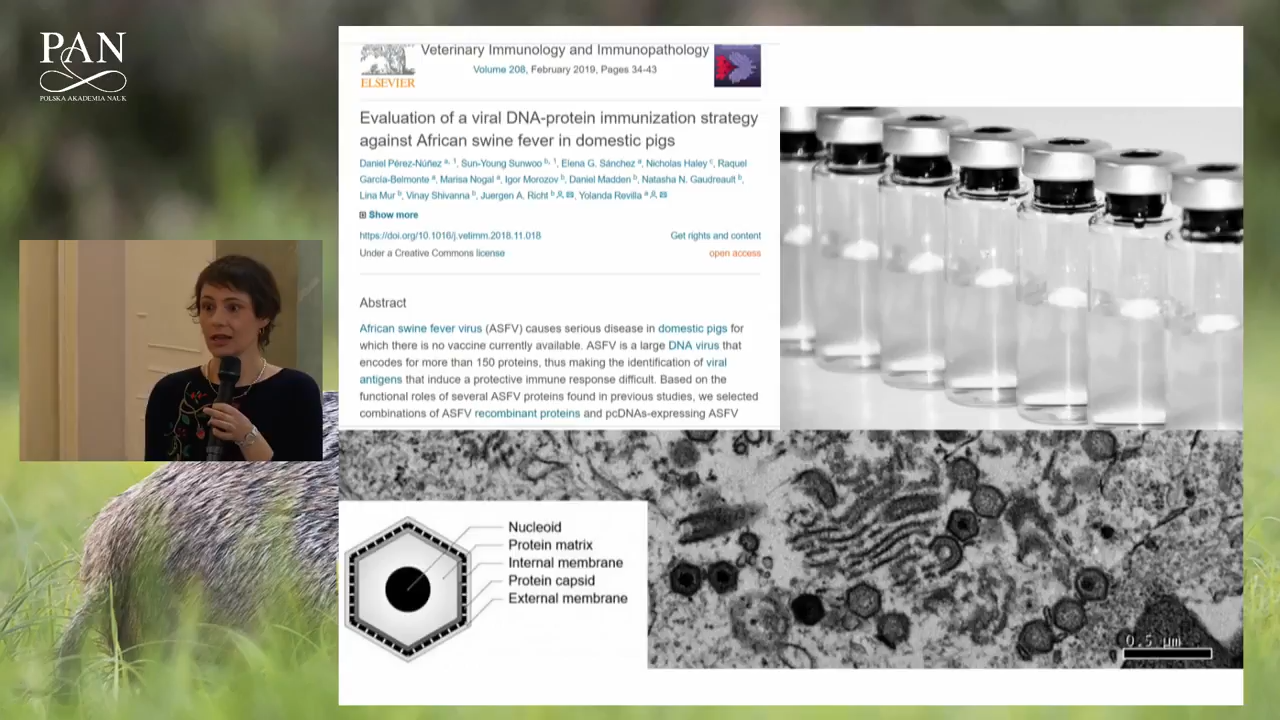 PAN
POLSKA AKADEMIA NAUK
ELSEVIER
Veterinary Immunology and Immunopathology
Volume 208, February 2019, Pages 34-43
Evaluation of a viral DNA-protein immunization strategy
against African swine fever in domestic pigs
Daniel Pérez-Núñez a, 1, Sun-Young Sunwoo b, 1, Elena G. Sánchez a, Nicholas Haley c, Raquel
García-Belmonte a, Marisa Nogal a, Igor Morozov b, Daniel Madden b, Natasha N. Gaudreault b,
Lina Mur b, Vinay Shivanna b, Juergen A. Richt b, Yolanda Revilla a
Show more
https://doi.org/10.1016/j.vetimm.2018.11.018
Get rights and content
Under a Creative Commons license
open access
Abstract
African swine fever virus (ASFV) causes serious disease in domestic pigs for
which there is no vaccine currently available. ASFV is a large DNA virus that
encodes for more than 150 proteins, thus making the identification of viral
antigens that induce a protective immune response difficult. Based on the
functional roles of several ASFV proteins found in previous studies, we selected
combinations of ASFV recombinant proteins and pcDNAs-expressing ASFV
Nucleoid
Protein matrix
Internal membrane
Protein capsid
External membrane
0.5 µm